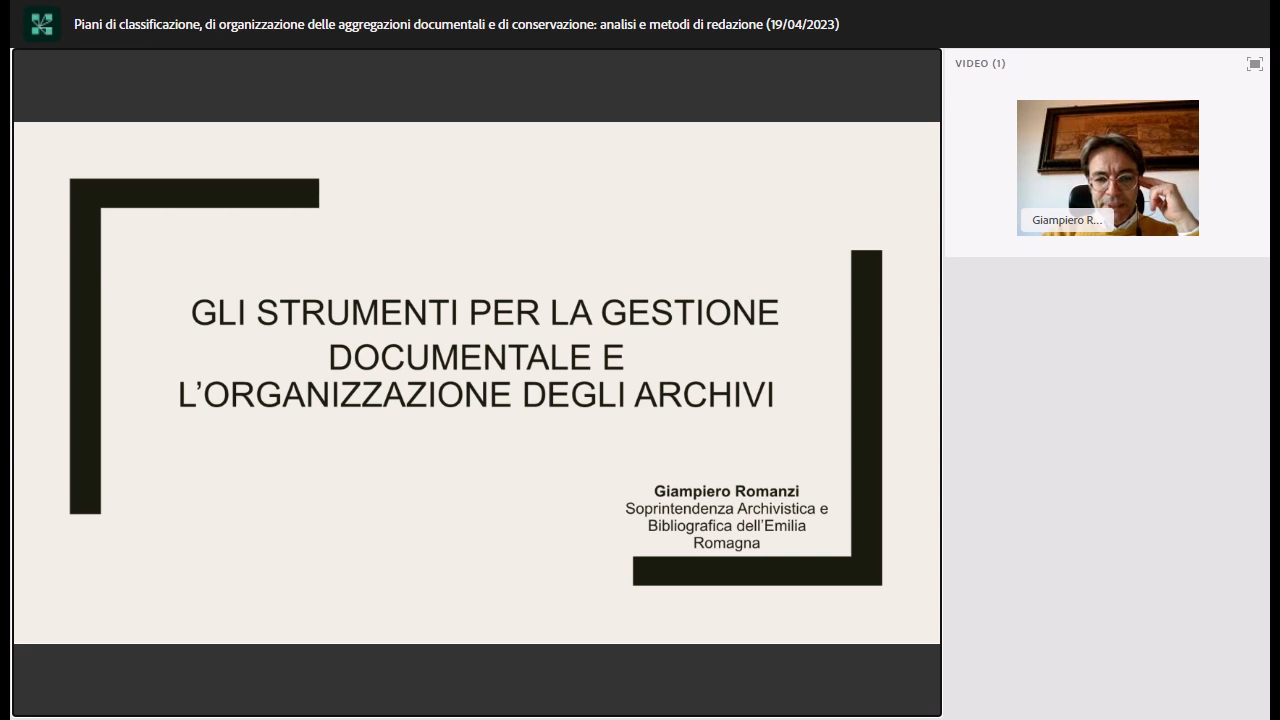 Piani di classificazione, di organizzazione delle aggregazioni documentali e di conservazione: analisi e metodi di redazione (19/04/2023)
VIDEO (1)
Giampiero R...
GLI STRUMENTI PER LA GESTIONE
DOCUMENTALE E
L’ORGANIZZAZIONE DEGLI ARCHIVI
Giampiero Romanzi
Soprintendenza Archivistica e
Bibliografica dell’Emilia
Romagna